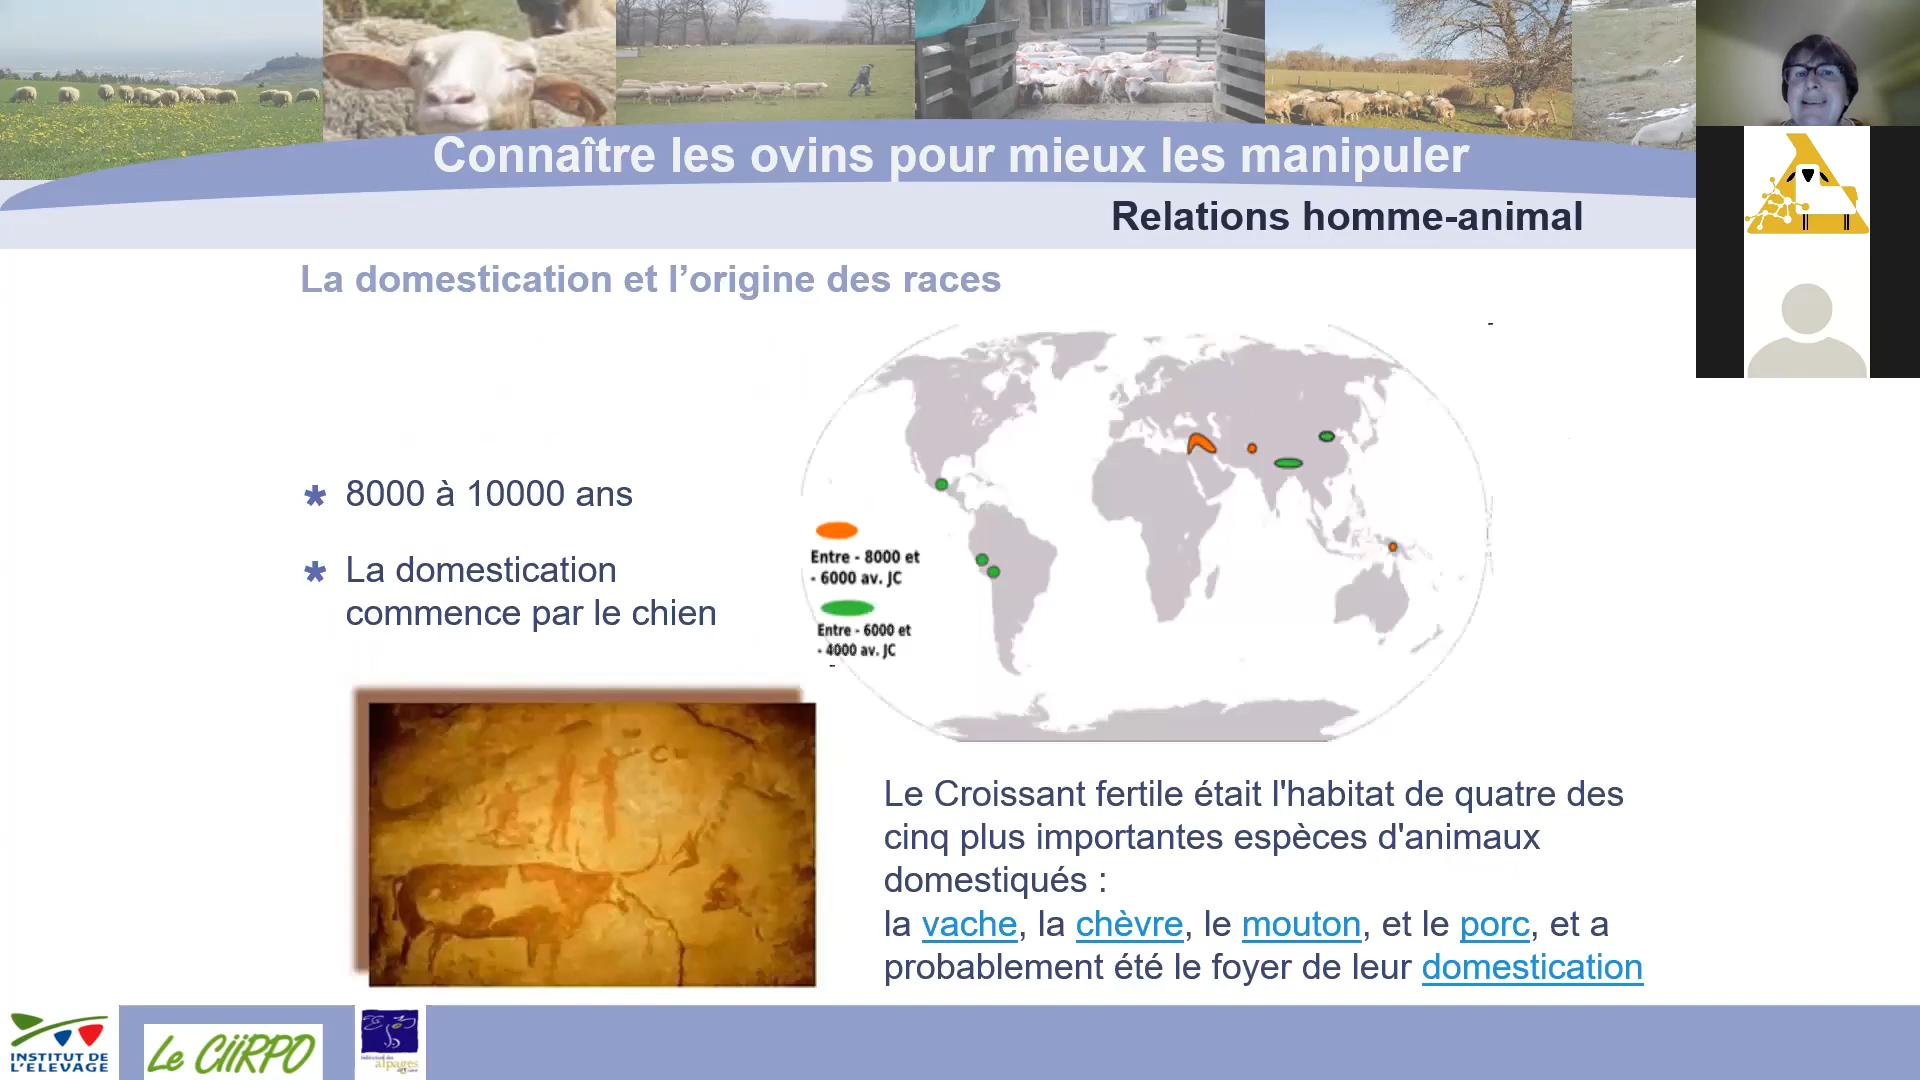 Connaître les ovins pour mieux les manipuler
Relations homme-animal
La domestication et l’origine des races
* 8000 à 10000 ans
* La domestication
commence par le chien
Entre - 8000 et
- 6000 av. JC
Entre - 6000 et
- 4000 av. JC
Le Croissant fertile était l'habitat de quatre des
cinq plus importantes espèces d'animaux
domestiqués :
la vache, la chèvre, le mouton, et le porc, et a
probablement été le foyer de leur domestication
INSTITUT DE
L'ELEVAGE
Le CIIRPO
alpages